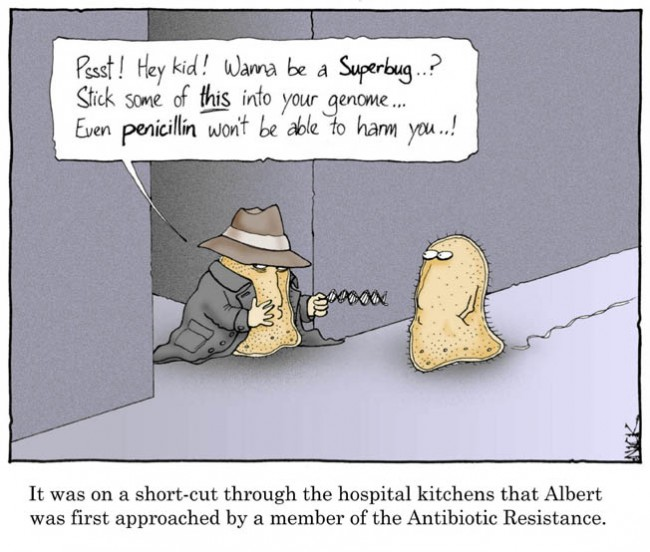 Pssst! Hey kid! Wanna be a Superbug..?
Stick some of this into your genome...
Even penicillin won't be able to harm you..!
NICK
It was on a short-cut through the hospital kitchens that Albert
was first approached by a member of the Antibiotic Resistance.